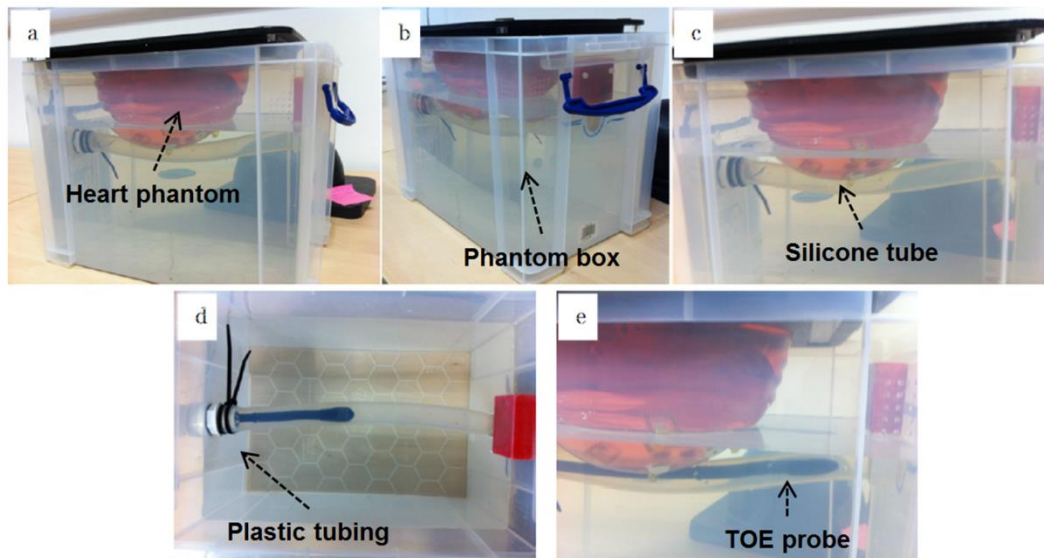 a
b
c
Heart phantom
Phantom box
Silicone tube
d
e
Plastic tubing
TOE probe